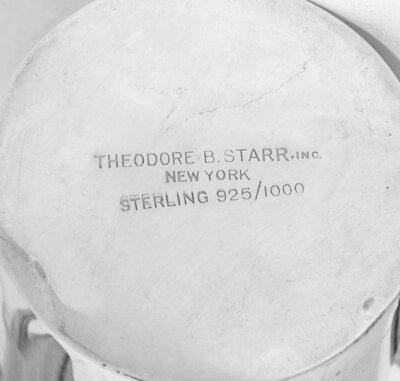 THEODORE B. STARR, INC.
NEW YORK
STERLING 925/1000